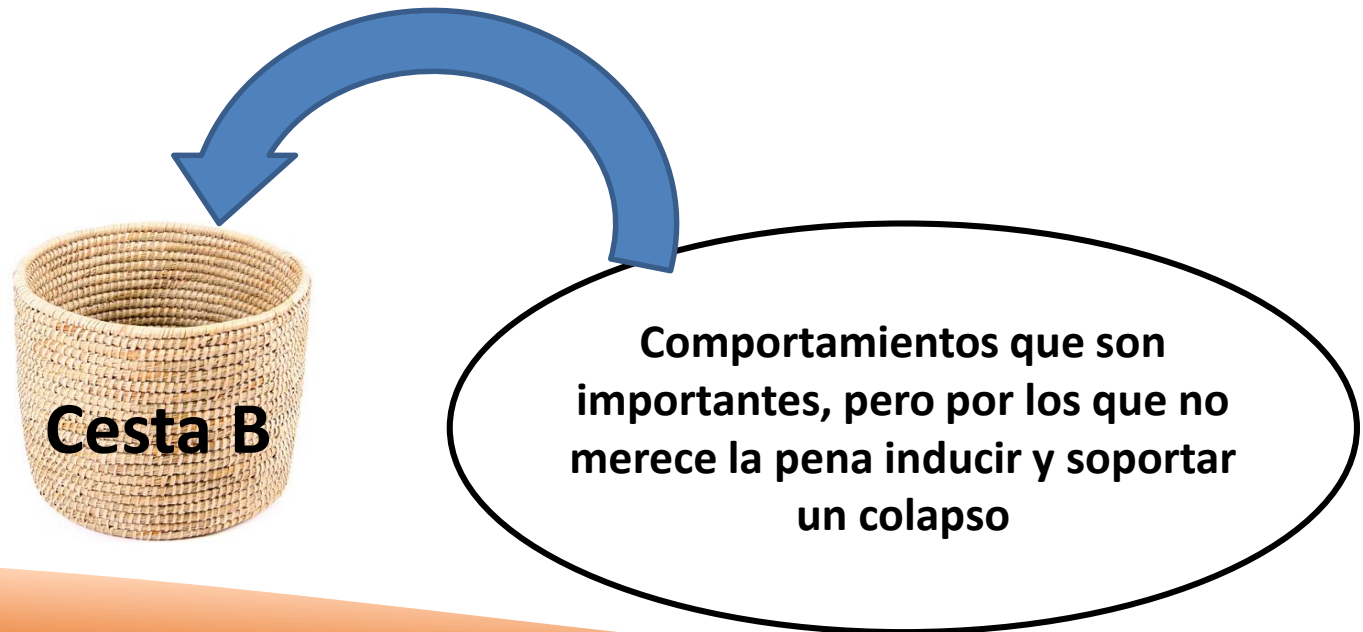 Cesta B
Comportamientos que son
importantes, pero por los que no
merece la pena inducir y soportar
un colapso